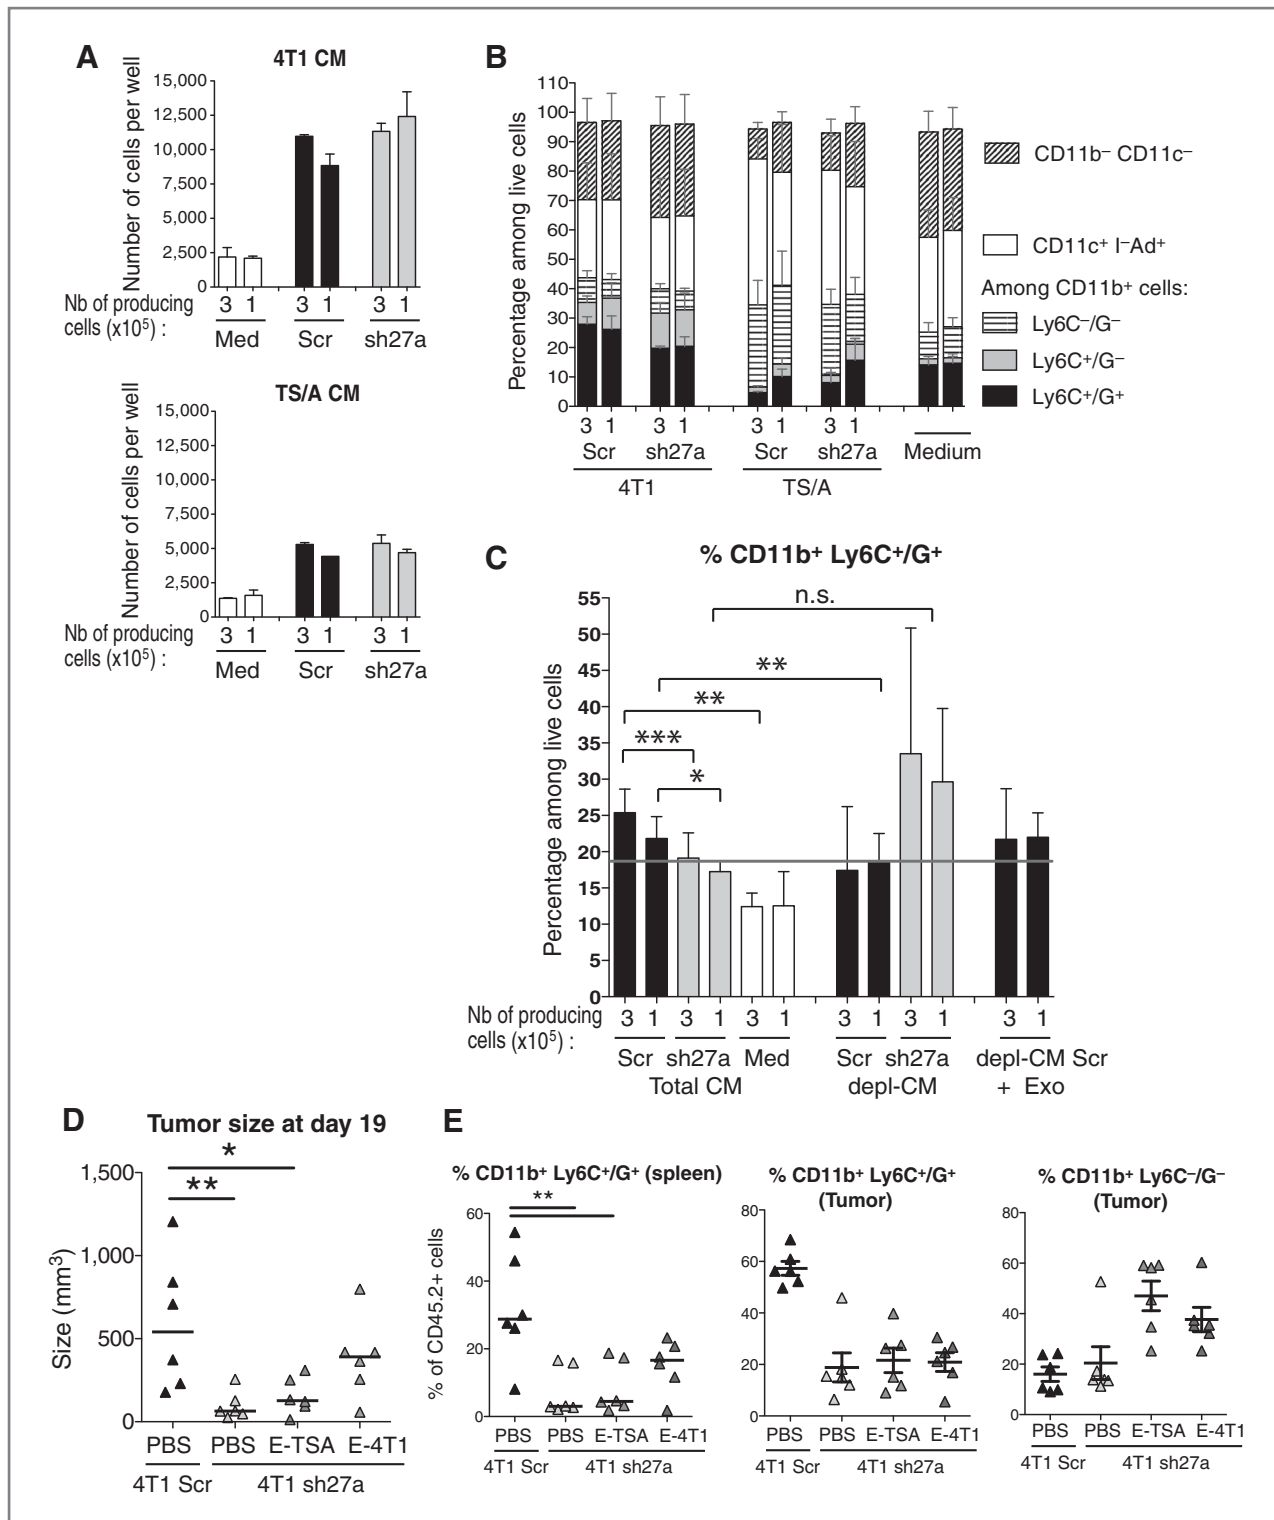 A
4T1 CM
Number of cells per well
15,000
12,500
10,000
7,500
5,000
2,500
0
Nb of producing
cells (x10⁵) :
3 1 3 1 3 1
Med Scr sh27a
TS/A CM
Number of cells per well
15,000
12,500
10,000
7,500
5,000
2,500
0
Nb of producing
cells (x10⁵) :
3 1 3 1 3 1
Med Scr sh27a
B
Percentage among live cells
110
100
90
80
70
60
50
40
30
20
10
0
3 1 3 1 3 1 3 1
Scr sh27a Scr sh27a Medium
4T1 TS/A
CD11b⁻ CD11c⁻
CD11c⁺ I⁻Ad⁺
Among CD11b⁺ cells:
Ly6C⁻/G⁻
Ly6C⁺/G⁻
Ly6C⁺/G⁺
C
% CD11b⁺ Ly6C⁺/G⁺
Percentage among live cells
55
50
45
40
35
30
25
20
15
10
5
0
n.s.
**
**
***
*
Nb of producing
cells (x10⁵) :
3 1 3 1 3 1 3 1 3 1 3 1
Scr sh27a Med Scr sh27a depl-CM Scr
Total CM depl-CM + Exo
D
Tumor size at day 19
Size (mm³)
1,500
1,000
500
0
*
**
PBS PBS E-TSA E-4T1
4T1 Scr 4T1 sh27a
E
% CD11b⁺ Ly6C⁺/G⁺ (spleen)
% of CD45.2+ cells
60
40
20
0
**
PBS PBS E-TSA E-4T1
4T1 Scr 4T1 sh27a
% CD11b⁺ Ly6C⁺/G⁺
(Tumor)
80
60
40
20
0
PBS PBS E-TSA E-4T1
4T1 Scr 4T1 sh27a
% CD11b⁺ Ly6C⁻/G⁻
(Tumor)
80
60
40
20
0
PBS PBS E-TSA E-4T1
4T1 Scr 4T1 sh27a